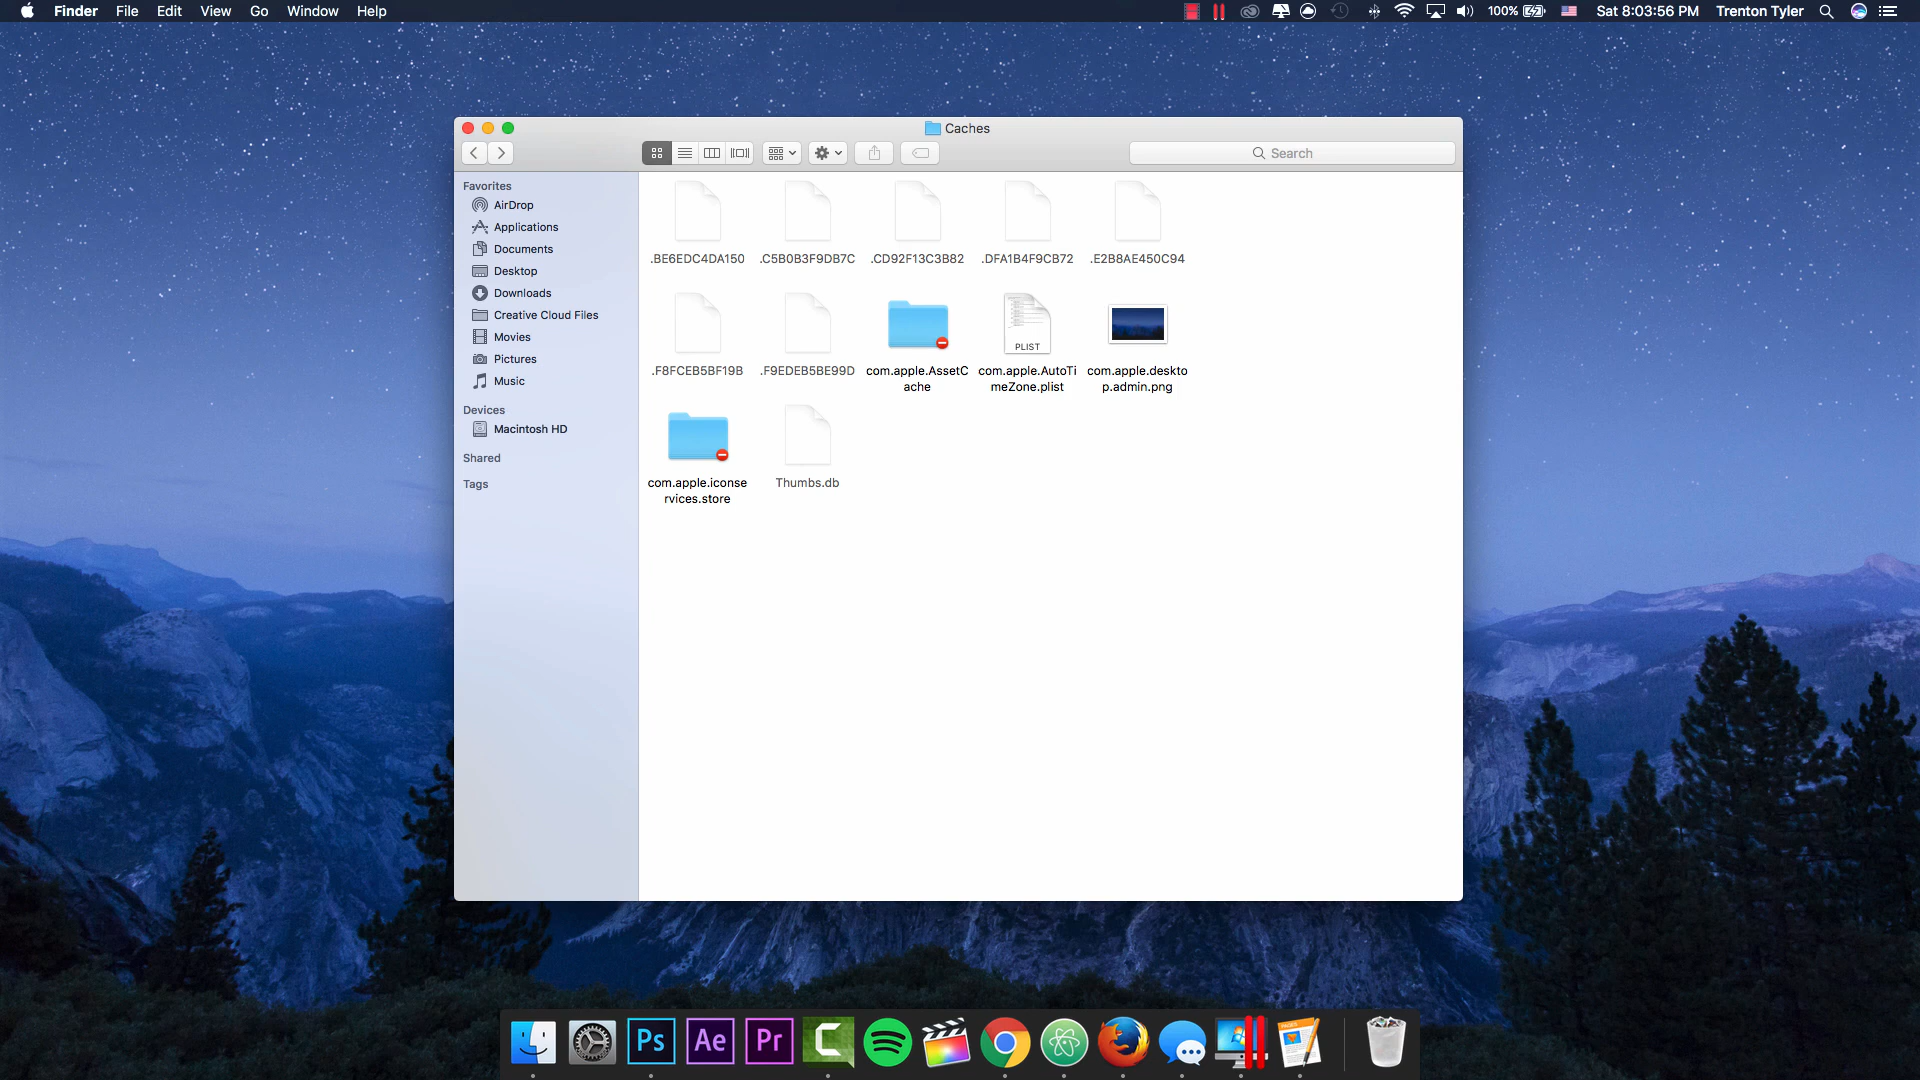 Finder File Edit View Go Window Help
100% Sat 8:03:56 PM Trenton Tyler
Caches
Search
Favorites
AirDrop
Applications
Documents
Desktop
Downloads
Creative Cloud Files
Movies
Pictures
Music
Devices
Macintosh HD
Shared
Tags
.BE6EDC4DA150 .C5B0B3F9DB7C .CD92F13C3B82 .DFA1B4F9CB72 .E2B8AE450C94
PLIST
.F8FCEB5BF19B .F9EDEB5BE99D com.apple.AssetC com.apple.AutoTi com.apple.deskto
ache meZone.plist p.admin.png
com.apple.iconse Thumbs.db
rvices.store
Ps Ae Pr C
PAGES